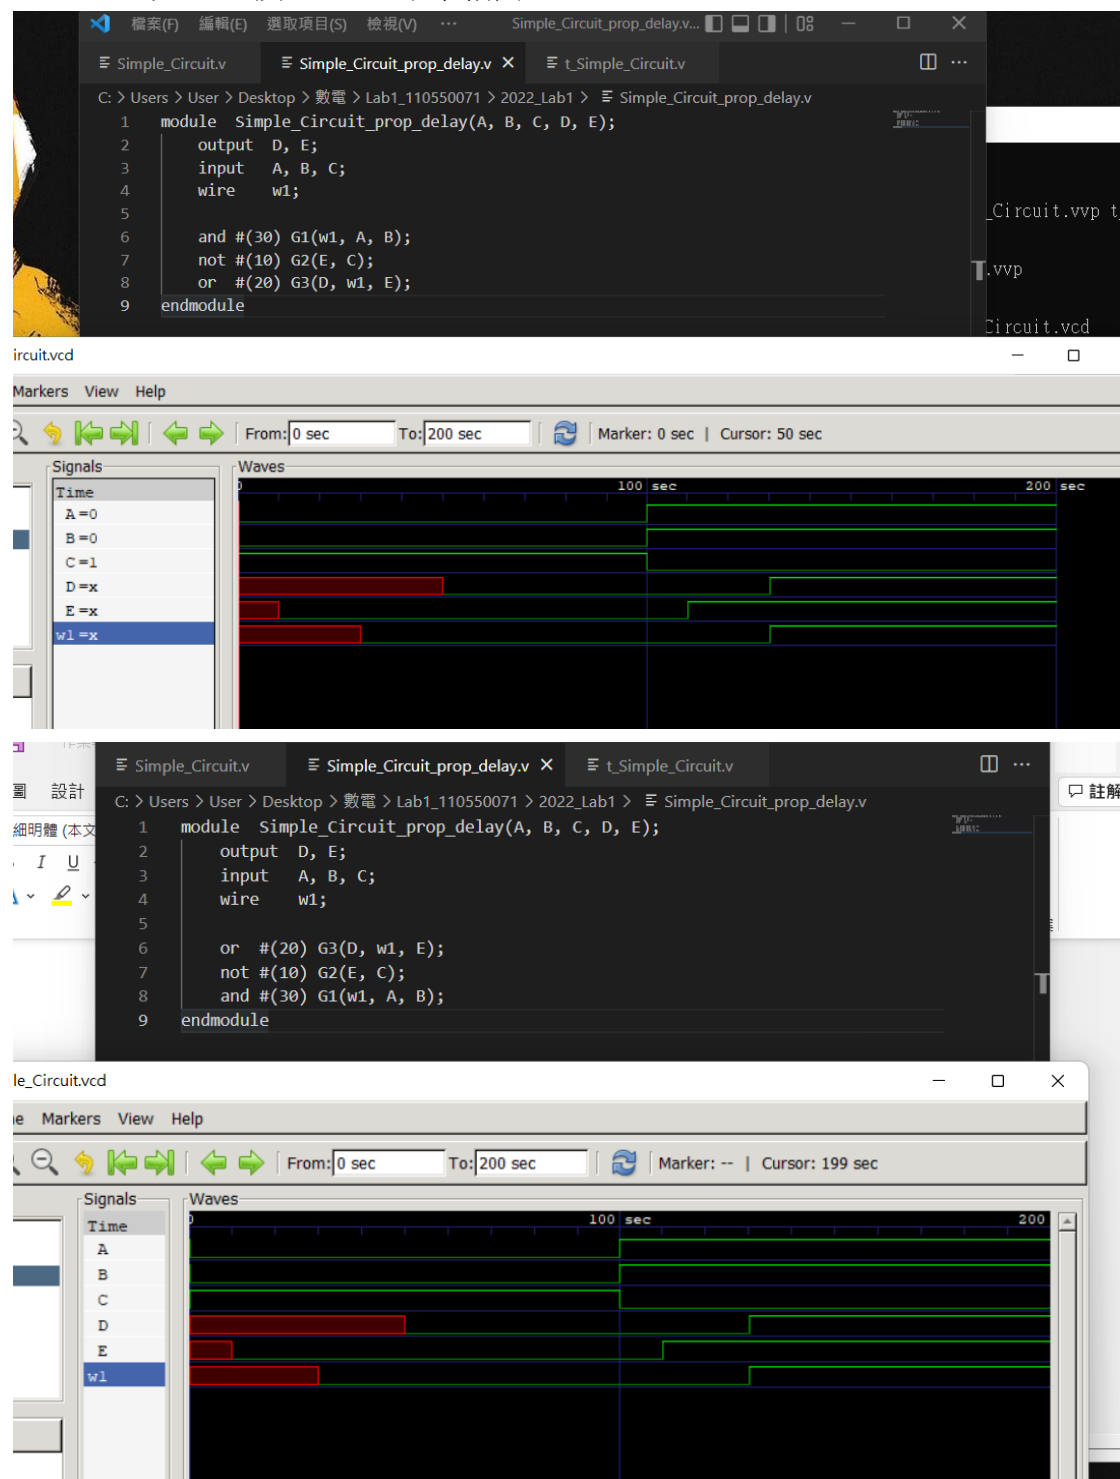 檔案(F) 編輯(E) 選取項目(S) 檢視(V) ··· Simple_Circuit_prop_delay.v...
Simple_Circuit.v Simple_Circuit_prop_delay.v t_Simple_Circuit.v
C: > Users > User > Desktop > 數電 > Lab1_110550071 > 2022_Lab1 > Simple_Circuit_prop_delay.v
1 module Simple_Circuit_prop_delay(A, B, C, D, E);
2 output D, E;
3 input A, B, C;
4 wire w1;
5
6 and #(30) G1(w1, A, B);
7 not #(10) G2(E, C);
8 or #(20) G3(D, w1, E);
9 endmodule
_Circuit.vvp t
.vvp
Circuit.vcd
ircuit.vcd
Markers View Help
From: 0 sec To: 200 sec Marker: 0 sec | Cursor: 50 sec
Signals Waves
Time 0 100 sec 200 sec
A=0
B=0
C=1
D=x
E=x
w1=x
圖 設計
Simple_Circuit.v Simple_Circuit_prop_delay.v t_Simple_Circuit.v
註解
細明體 (本文
I U
C: > Users > User > Desktop > 數電 > Lab1_110550071 > 2022_Lab1 > Simple_Circuit_prop_delay.v
1 module Simple_Circuit_prop_delay(A, B, C, D, E);
2 output D, E;
3 input A, B, C;
4 wire w1;
5
6 or #(20) G3(D, w1, E);
7 not #(10) G2(E, C);
8 and #(30) G1(w1, A, B);
9 endmodule
le_Circuit.vcd
e Markers View Help
From: 0 sec To: 200 sec Marker: -- | Cursor: 199 sec
Signals Waves
Time 0 100 sec 200
A
B
C
D
E
w1